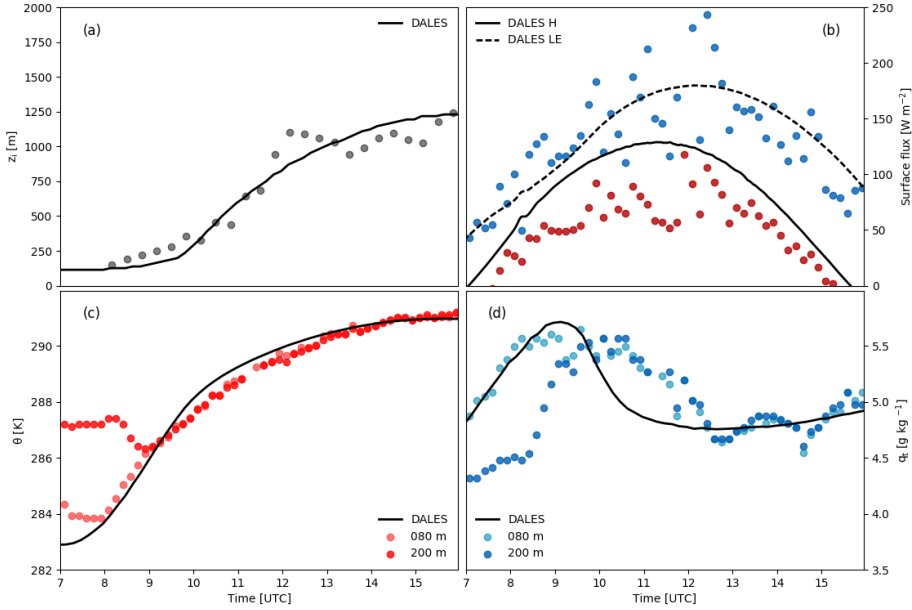 (a)
DALES
2000
1750
1500
1250
1000
750
500
250
0
z_i [m]
(b)
DALES H
DALES LE
250
200
150
100
50
0
Surface flux [W m⁻²]
(c)
290
288
286
284
282
θ [K]
DALES
080 m
200 m
7 8 9 10 11 12 13 14 15
Time [UTC]
(d)
5.5
5.0
4.5
4.0
3.5
q_t [g kg⁻¹]
DALES
080 m
200 m
7 8 9 10 11 12 13 14 15
Time [UTC]